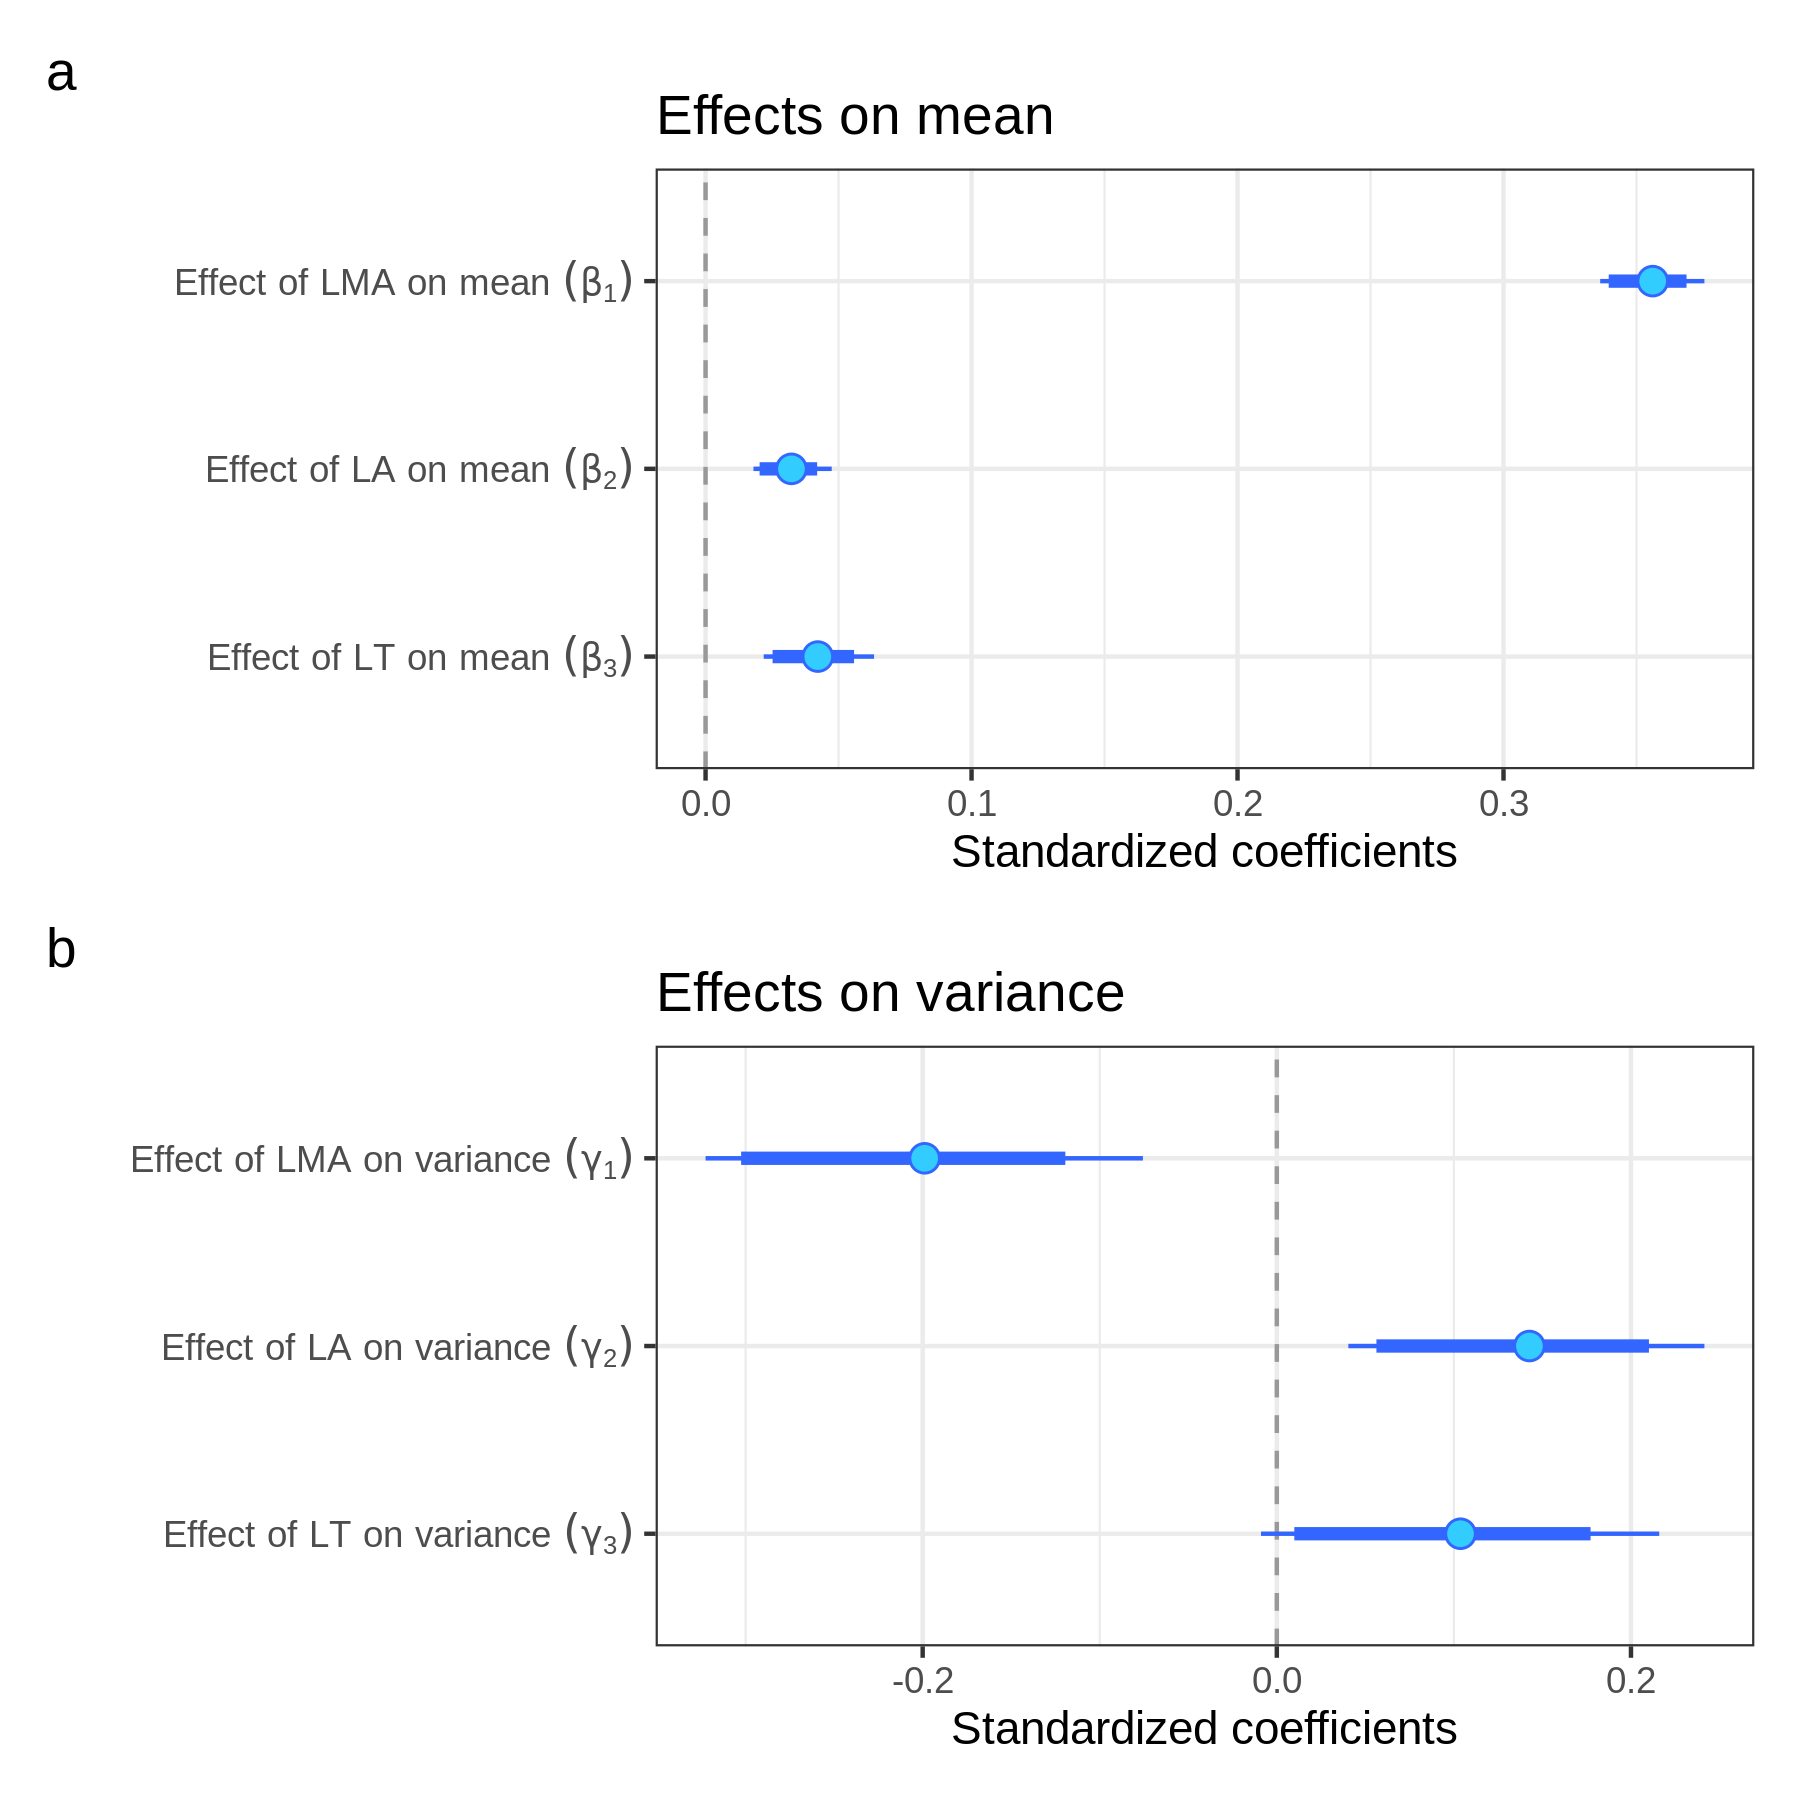 a
Effects on mean
Effect of LMA on mean (β₁)
Effect of LA on mean (β₂)
Effect of LT on mean (β₃)
0.0 0.1 0.2 0.3
Standardized coefficients
b
Effects on variance
Effect of LMA on variance (γ₁)
Effect of LA on variance (γ₂)
Effect of LT on variance (γ₃)
-0.2 0.0 0.2
Standardized coefficients